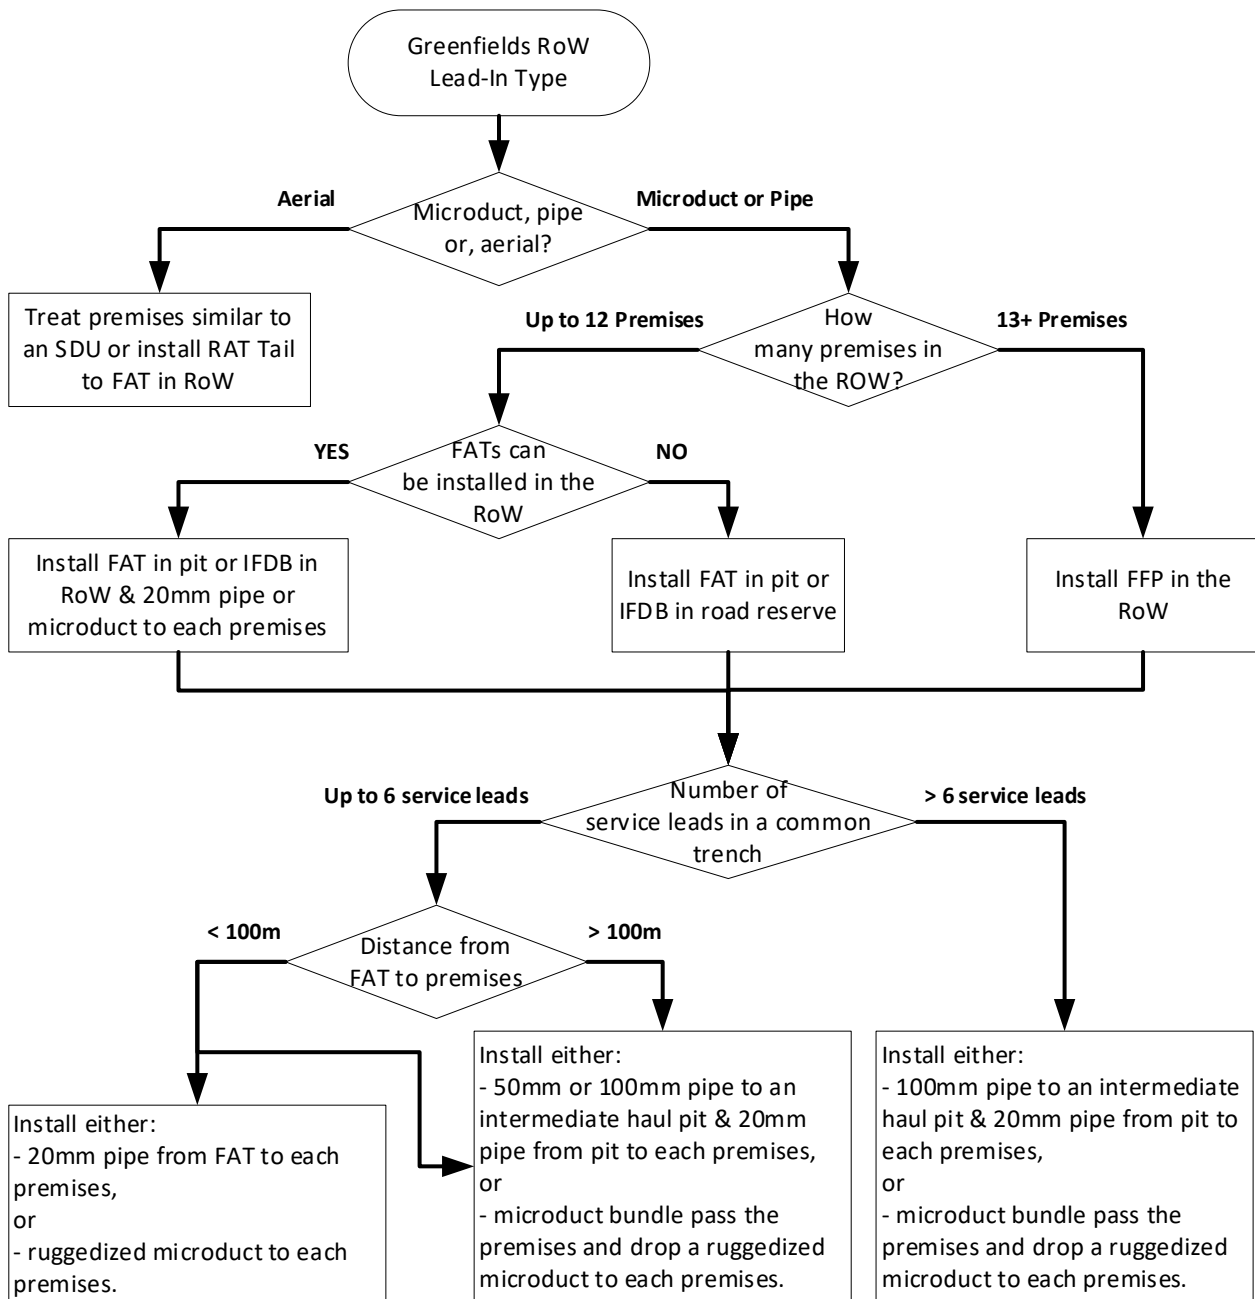 Greenfields RoW
Lead-In Type
Aerial
Microduct or Pipe
Microduct, pipe
or, aerial?
Treat premises similar to
an SDU or install RAT Tail
to FAT in RoW
Up to 12 Premises
How
many premises in
the ROW?
13+ Premises
YES
FATs can
be installed in the
RoW
NO
Install FAT in pit or IFDB in
RoW & 20mm pipe or
microduct to each premises
Install FAT in pit or
IFDB in road reserve
Install FFP in the
RoW
Up to 6 service leads
Number of
service leads in a common
trench
> 6 service leads
< 100m
Distance from
FAT to premises
> 100m
Install either:
- 20mm pipe from FAT to each
premises,
or
- ruggedized microduct to each
premises.
Install either:
- 50mm or 100mm pipe to an
intermediate haul pit & 20mm
pipe from pit to each premises,
or
- microduct bundle pass the
premises and drop a ruggedized
microduct to each premises.
Install either:
- 100mm pipe to an intermediate
haul pit & 20mm pipe from pit to
each premises,
or
- microduct bundle pass the
premises and drop a ruggedized
microduct to each premises.